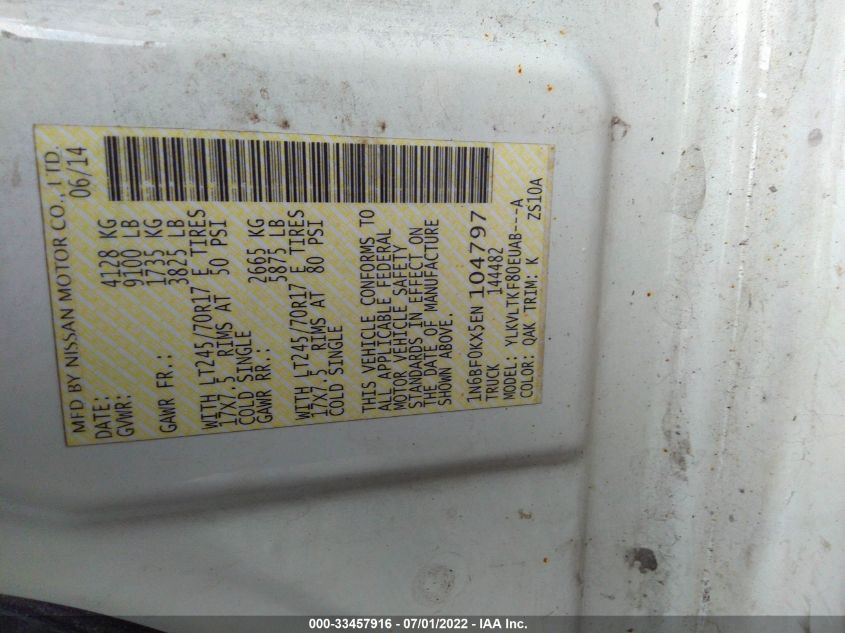 MFD BY NISSAN MOTOR CO., LTD.
DATE: 06/14
GVWR: 4128 KG
9100 LB
GAWR FR.: 1735 KG
3825 LB
WITH LT245/70R17 E TIRES
17X7.5 RIMS AT 50 PSI
COLD SINGLE
GAWR RR.: 2665 KG
5875 LB
WITH LT245/70R17 E TIRES
17X7.5 RIMS AT 80 PSI
COLD SINGLE
THIS VEHICLE CONFORMS TO
ALL APPLICABLE FEDERAL
MOTOR VEHICLE SAFETY
STANDARDS IN EFFECT ON
THE DATE OF MANUFACTURE
SHOWN ABOVE.
1N6BF0KX5EN104797
TRUCK 144482
MODEL: YLKVLTKF80EUAB---A
COLOR: QAK TRIM: K ZS10A
000-33457916 - 07/01/2022 - IAA Inc.